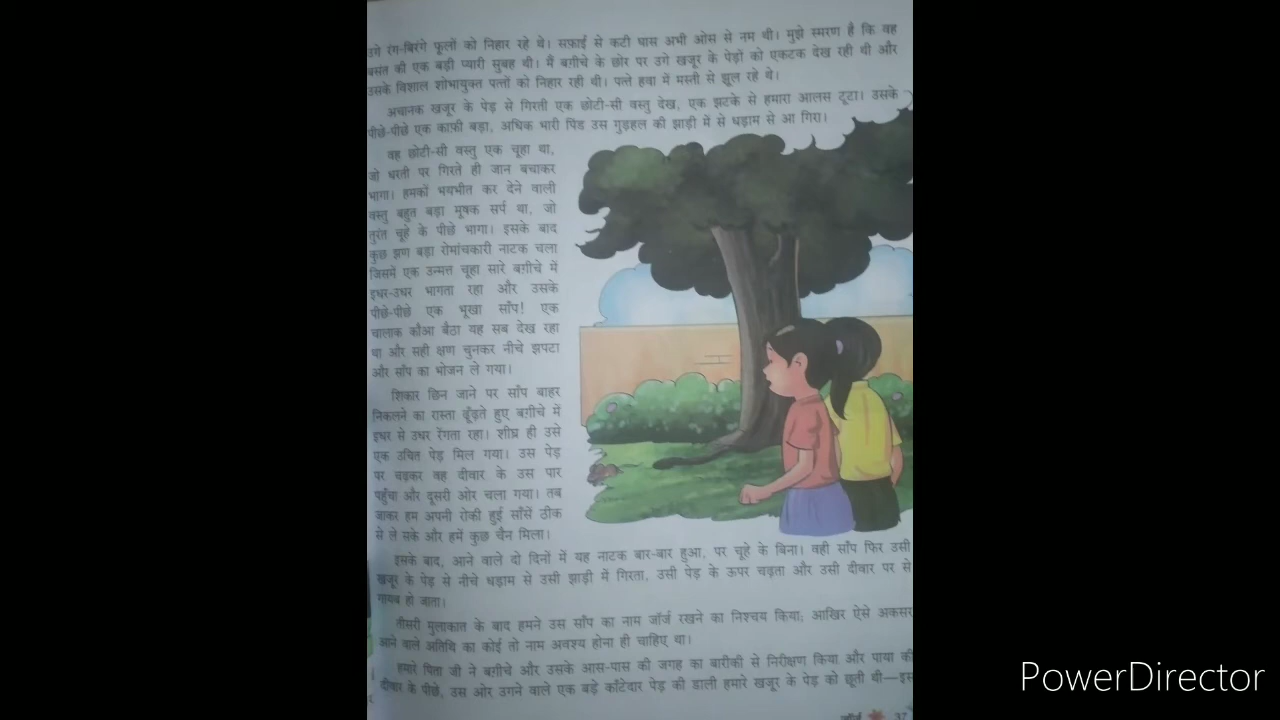 उगे रंग-बिरंगे फूलों को निहार रहे थे। सफ़ाई से कटी घास अभी ओस से नम थी। मुझे स्मरण है कि वह
बसंत की एक बड़ी प्यारी सुबह थी। मैं बग़ीचे के छोर पर उगे खजूर के पेड़ों को एकटक देख रही थी और
उसके विशाल शोभायुक्त पत्तों को निहार रही थी। पत्ते हवा में मस्ती से झूल रहे थे।
अचानक खजूर के पेड़ से गिरती एक छोटी-सी वस्तु देख, एक झटके से हमारा आलस टूटा। उसके
पीछे-पीछे एक काफ़ी बड़ा, अधिक भारी पिंड उस गुड़हल की झाड़ी में से धड़ाम से आ गिरा।
वह छोटी-सी वस्तु एक चूहा था,
जो धरती पर गिरते ही जान बचाकर
भागा। हमकों भयभीत कर देने वाली
वस्तु बहुत बड़ा मूषक सर्प था, जो
तुरंत चूहे के पीछे भागा। इसके बाद
कुछ झण बड़ा रोमांचकारी नाटक चला
जिसमें एक उन्मत्त चूहा सारे बग़ीचे में
इधर-उधर भागता रहा और उसके
पीछे-पीछे एक भूखा साँप! एक
चालाक कौआ बैठा यह सब देख रहा
था और सही क्षण चुनकर नीचे झपटा
और साँप का भोजन ले गया।
शिकार छिन जाने पर साँप बाहर
निकलने का रास्ता ढूँढ़ते हुए बग़ीचे में
इधर से उधर रेंगता रहा। शीघ्र ही उसे
एक उचित पेड़ मिल गया। उस पेड़
पर चढ़कर वह दीवार के उस पार
पहुँचा और दूसरी ओर चला गया। तब
जाकर हम अपनी रोकी हुई साँसें ठीक
से ले सके और हमें कुछ चैन मिला।
इसके बाद, आने वाले दो दिनों में यह नाटक बार-बार हुआ, पर चूहे के बिना। वही साँप फिर उसी
खजूर के पेड़ से नीचे धड़ाम से उसी झाड़ी में गिरता, उसी पेड़ के ऊपर चढ़ता और उसी दीवार पर से
गायब हो जाता।
तीसरी मुलाकात के बाद हमने उस साँप का नाम जॉर्ज रखने का निश्चय किया; आखिर ऐसे अकसर
आने वाले अतिथि का कोई तो नाम अवश्य होना ही चाहिए था।
हमारे पिता जी ने बग़ीचे और उसके आस-पास की जगह का बारीकी से निरीक्षण किया और पाया की
दीवार के पीछे, उस ओर उगने वाले एक बड़े काँटेदार पेड़ की डाली हमारे खजूर के पेड़ को छूती थी—इस
जॉर्ज 37
PowerDirector